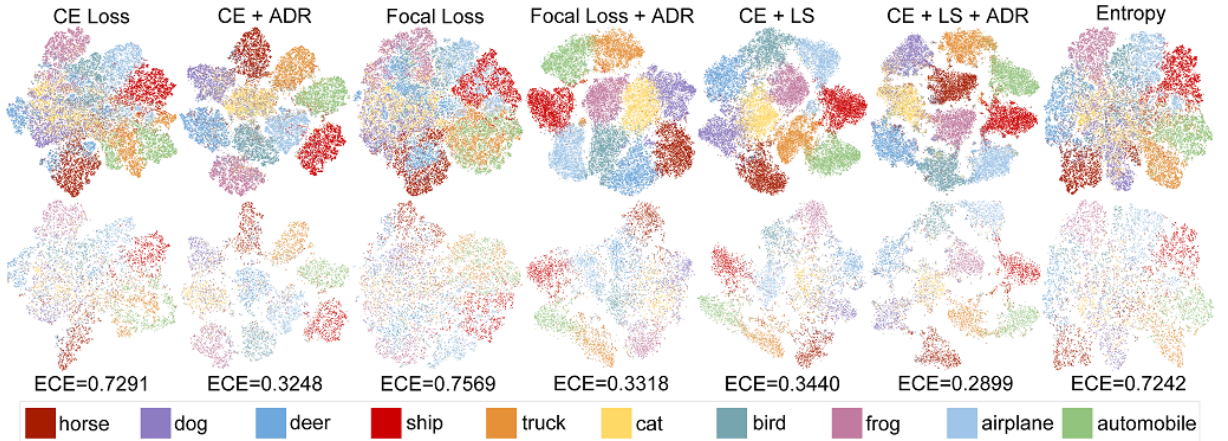 CE Loss CE + ADR Focal Loss Focal Loss + ADR CE + LS CE + LS + ADR Entropy
ECE=0.7291 ECE=0.3248 ECE=0.7569 ECE=0.3318 ECE=0.3440 ECE=0.2899 ECE=0.7242
horse dog deer ship truck cat bird frog airplane automobile